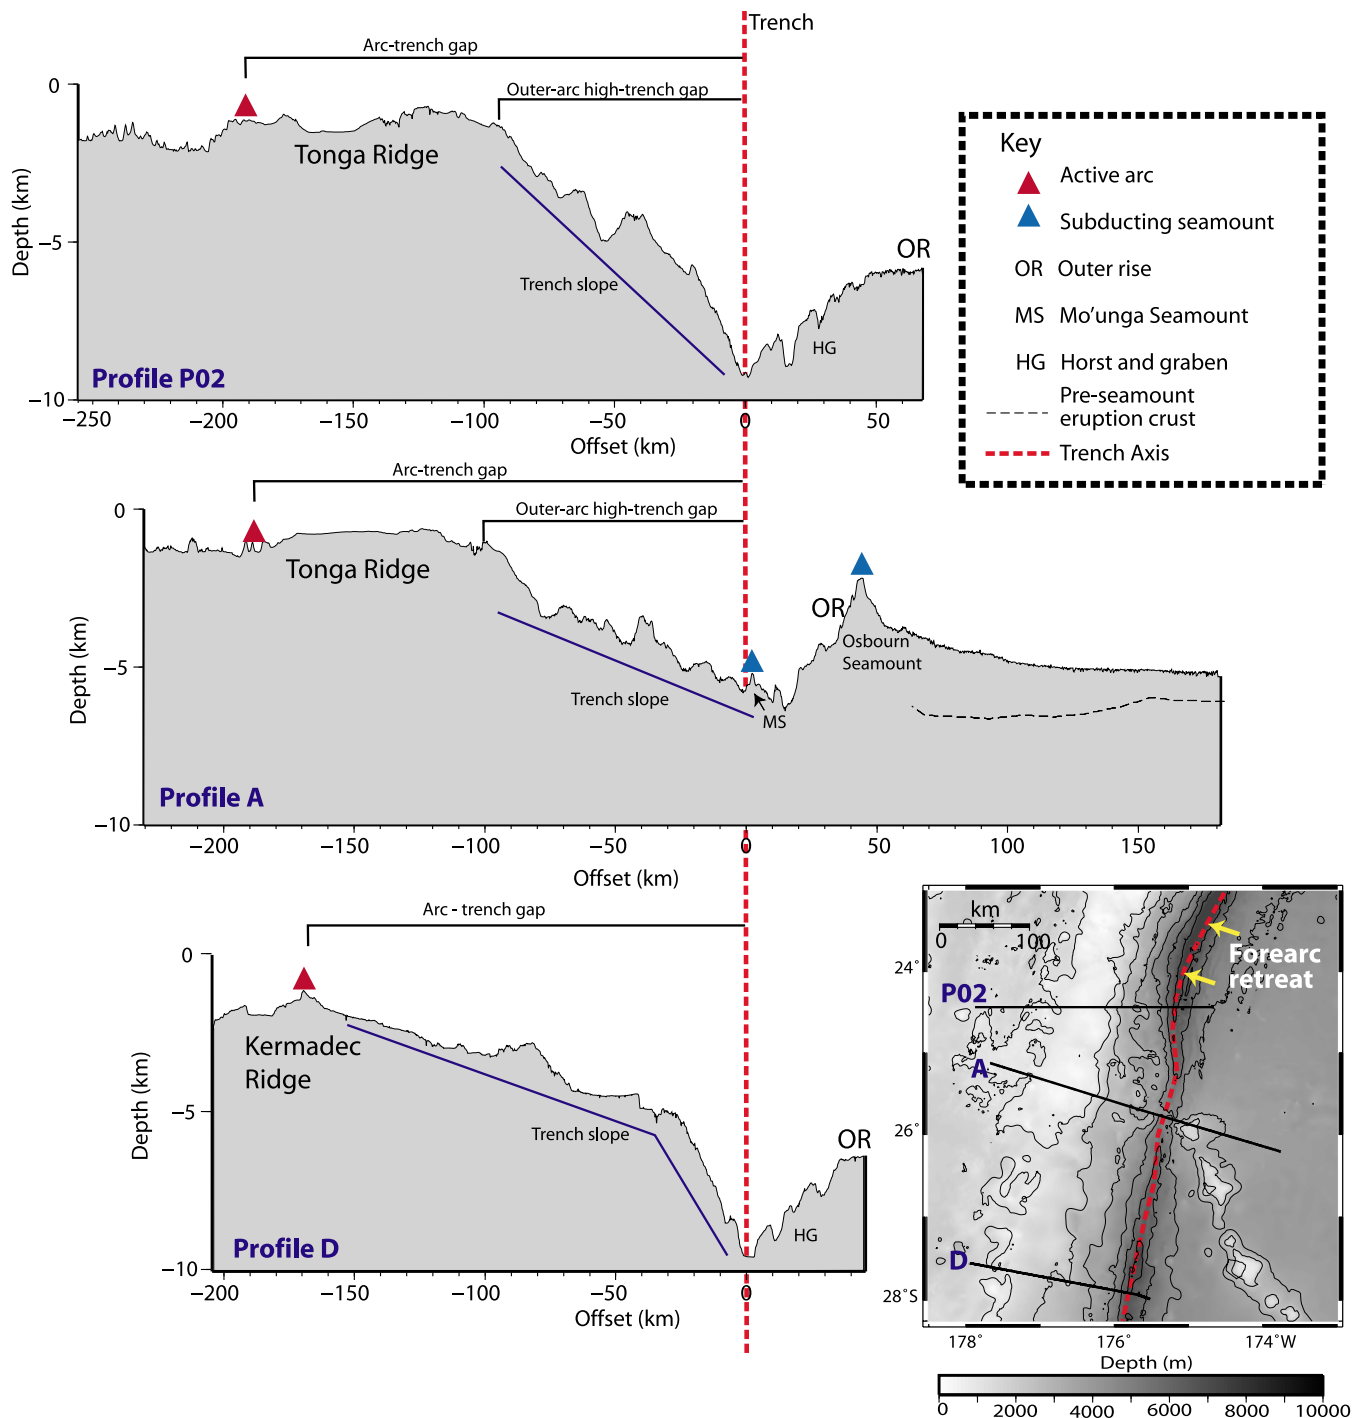 Trench
Arc-trench gap
Outer-arc high-trench gap
0
−5
−10
Depth (km)
Tonga Ridge
Trench slope
HG
OR
Profile P02
−250
−200
−150
−100
−50
0
50
Offset (km)
Key
Active arc
Subducting seamount
OR Outer rise
MS Mo'unga Seamount
HG Horst and graben
Pre-seamount
eruption crust
Trench Axis
Arc-trench gap
Outer-arc high-trench gap
0
−5
−10
Depth (km)
Tonga Ridge
Trench slope
MS
OR
Osbourn
Seamount
Profile A
−200
−150
−100
−50
0
50
100
150
Offset (km)
Arc - trench gap
0
−5
−10
Depth (km)
Kermadec
Ridge
Trench slope
HG
OR
Profile D
−200
−150
−100
−50
0
Offset (km)
km
0 100
Forearc
retreat
P02
A
D
24°
26°
28°S
178°
176°
174°W
Depth (m)
0 2000 4000 6000 8000 10000